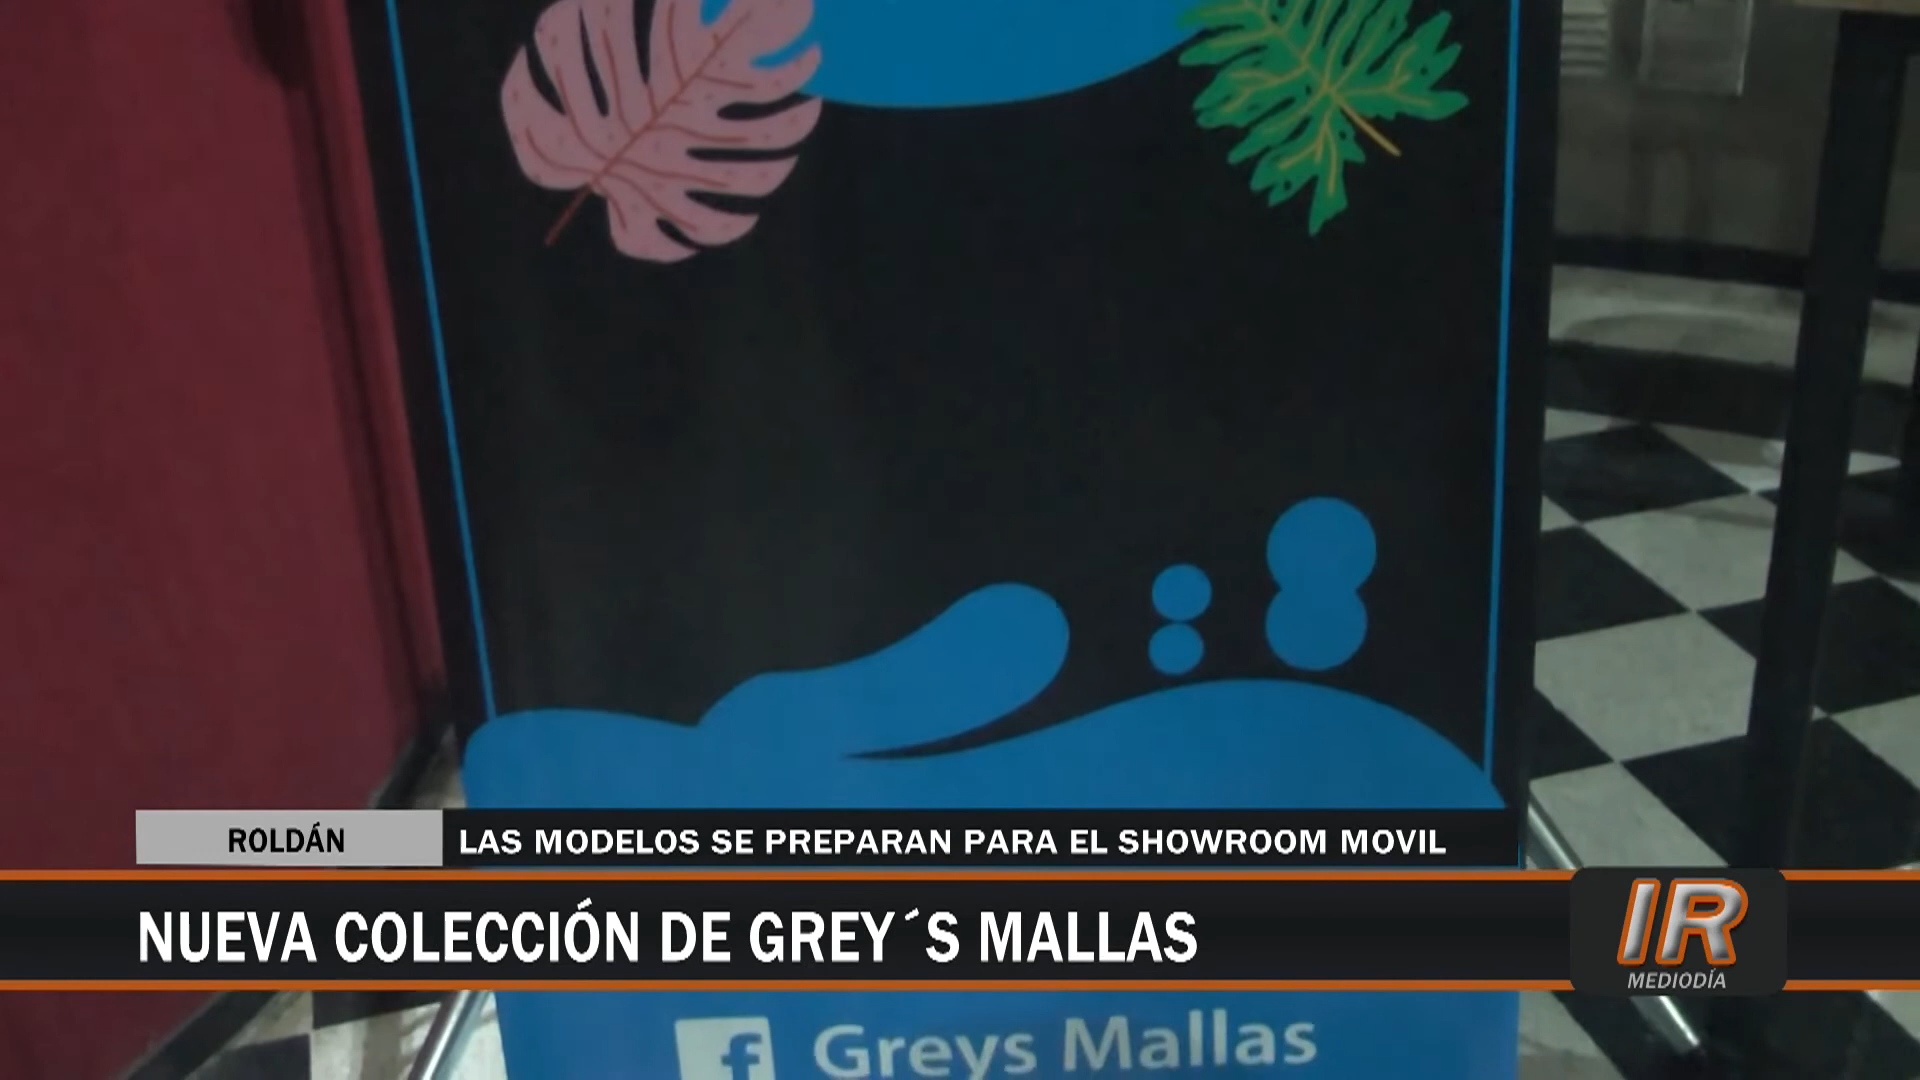 ROLDÁN LAS MODELOS SE PREPARAN PARA EL SHOWROOM MOVIL
NUEVA COLECCIÓN DE GREY´S MALLAS
IR
MEDIODÍA
f Greys Mallas